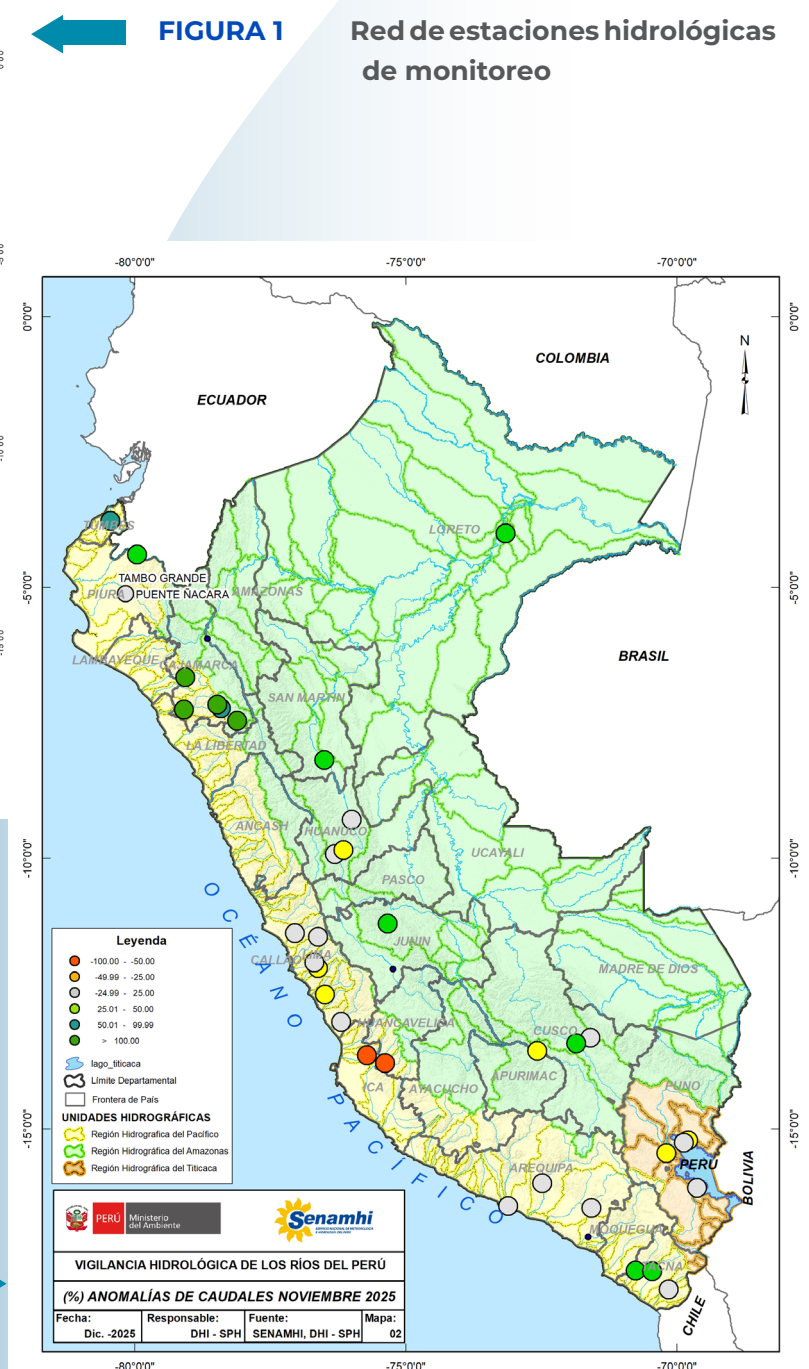 FIGURA 1
Red de estaciones hidrológicas
de monitoreo
-80°0'0" -75°0'0" -70°0'0"
0°0'0" 0°0'0"
COLOMBIA
N
ECUADOR
TUMBES
LORETO
TAMBO GRANDE
-5°0'0" PIURA PUENTE ÑACARA AMAZONAS -5°0'0"
BRASIL
LAMBAYEQUE CAJAMARCA
SAN MARTIN
LA LIBERTAD
ANCASH HUANUCO
-10°0'0" UCAYALI -10°0'0"
PASCO
JUNIN
CALLAO LIMA
MADRE DE DIOS
HUANCAVELICA
CUSCO
APURIMAC
ICA AYACUCHO PUNO
-15°0'0" -15°0'0"
OCÉANO PACÍFICO
AREQUIPA PERU
BOLIVIA
MOQUEGUA
TACNA
CHILE
Leyenda
-100.00 - -50.00
-49.99 - -25.00
-24.99 - 25.00
25.01 - 50.00
50.01 - 99.99
> 100.00
lago_titicaca
Límite Departamental
Frontera de País
UNIDADES HIDROGRÁFICAS
Región Hidrografica del Pacífico
Región Hidrográfica del Amazonas
Región Hidrográfica del Titicaca
PERÚ Ministerio
del Ambiente
Senamhi
VIGILANCIA HIDROLÓGICA DE LOS RÍOS DEL PERÚ
(%) ANOMALÍAS DE CAUDALES NOVIEMBRE 2025
Fecha: Responsable: Fuente: Mapa:
Dic. -2025 DHI - SPH SENAMHI, DHI - SPH 02
-80°0'0" -75°0'0" -70°0'0"